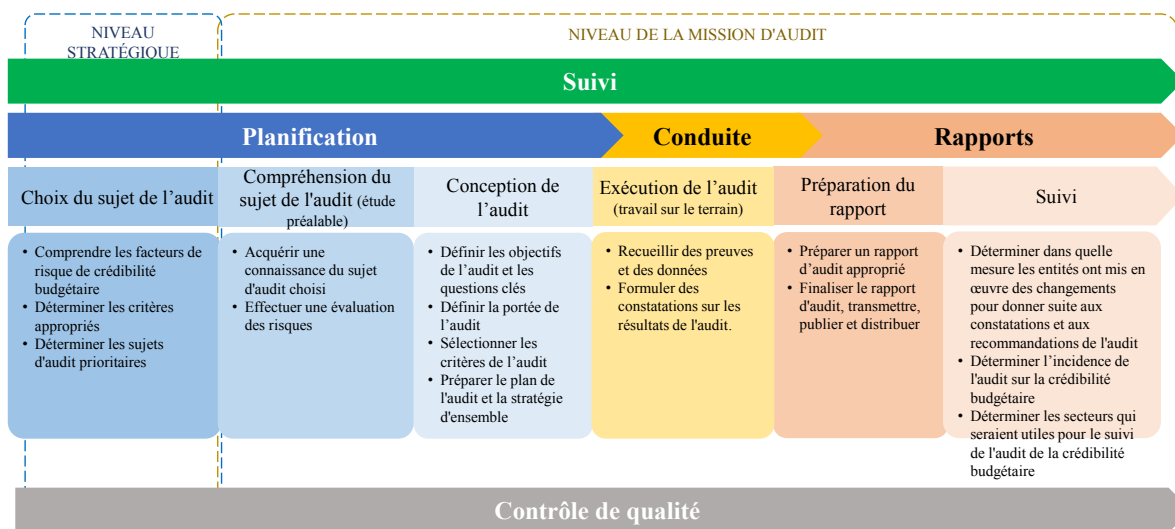 NIVEAU
STRATÉGIQUE
NIVEAU DE LA MISSION D'AUDIT
Suivi
Planification
Conduite
Rapports
Choix du sujet de l’audit
Compréhension du
sujet de l'audit (étude
préalable)
Conception de
l’audit
Exécution de l’audit
(travail sur le terrain)
Préparation du
rapport
Suivi
• Comprendre les facteurs de
risque de crédibilité
budgétaire
• Déterminer les critères
appropriés
• Déterminer les sujets
d'audit prioritaires
• Acquérir une
connaissance du sujet
d'audit choisi
• Effectuer une évaluation
des risques
• Définir les objectifs
de l’audit et les
questions clés
• Définir la portée de
l’audit
• Sélectionner les
critères de l’audit
• Préparer le plan de
l'audit et la stratégie
d'ensemble
• Recueillir des preuves
et des données
• Formuler des
constatations sur les
résultats de l'audit.
• Préparer un rapport
d’audit approprié
• Finaliser le rapport
d'audit, transmettre,
publier et distribuer
• Déterminer dans quelle
mesure les entités ont mis en
œuvre des changements
pour donner suite aux
constatations et aux
recommandations de l'audit
• Déterminer l’incidence de
l'audit sur la crédibilité
budgétaire
• Déterminer les secteurs qui
seraient utiles pour le suivi
de l'audit de la crédibilité
budgétaire
Contrôle de qualité